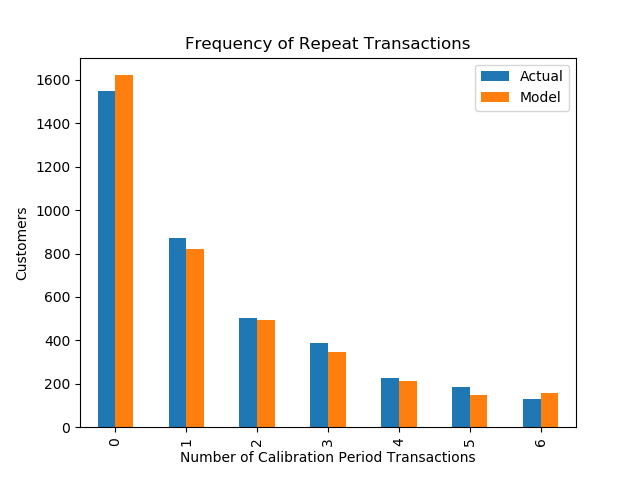 Frequency of Repeat Transactions
Actual
Model
Customers
1600
1400
1200
1000
800
600
400
200
0
0 1 2 3 4 5 6
Number of Calibration Period Transactions